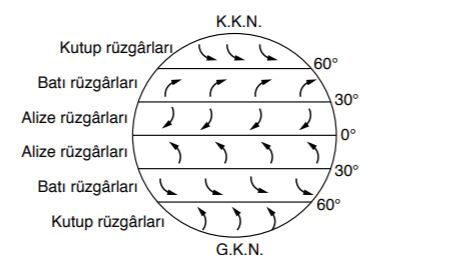 K.K.N.
Kutup rüzgârları
60°
Batı rüzgârları
30°
Alize rüzgârları
0°
Alize rüzgârları
30°
Batı rüzgârları
60°
Kutup rüzgârları
G.K.N.